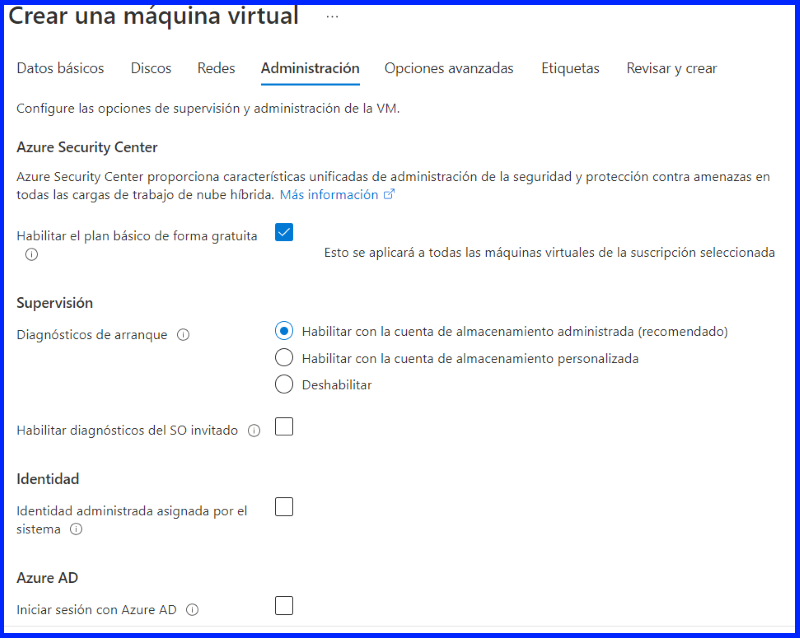 Crear una máquina virtual ...
Datos básicos Discos Redes Administración Opciones avanzadas Etiquetas Revisar y crear
Configure las opciones de supervisión y administración de la VM.
Azure Security Center
Azure Security Center proporciona características unificadas de administración de la seguridad y protección contra amenazas en
todas las cargas de trabajo de nube híbrida. Más información
Habilitar el plan básico de forma gratuita
Esto se aplicará a todas las máquinas virtuales de la suscripción seleccionada
Supervisión
Diagnósticos de arranque
Habilitar con la cuenta de almacenamiento administrada (recomendado)
Habilitar con la cuenta de almacenamiento personalizada
Deshabilitar
Habilitar diagnósticos del SO invitado
Identidad
Identidad administrada asignada por el
sistema
Azure AD
Iniciar sesión con Azure AD